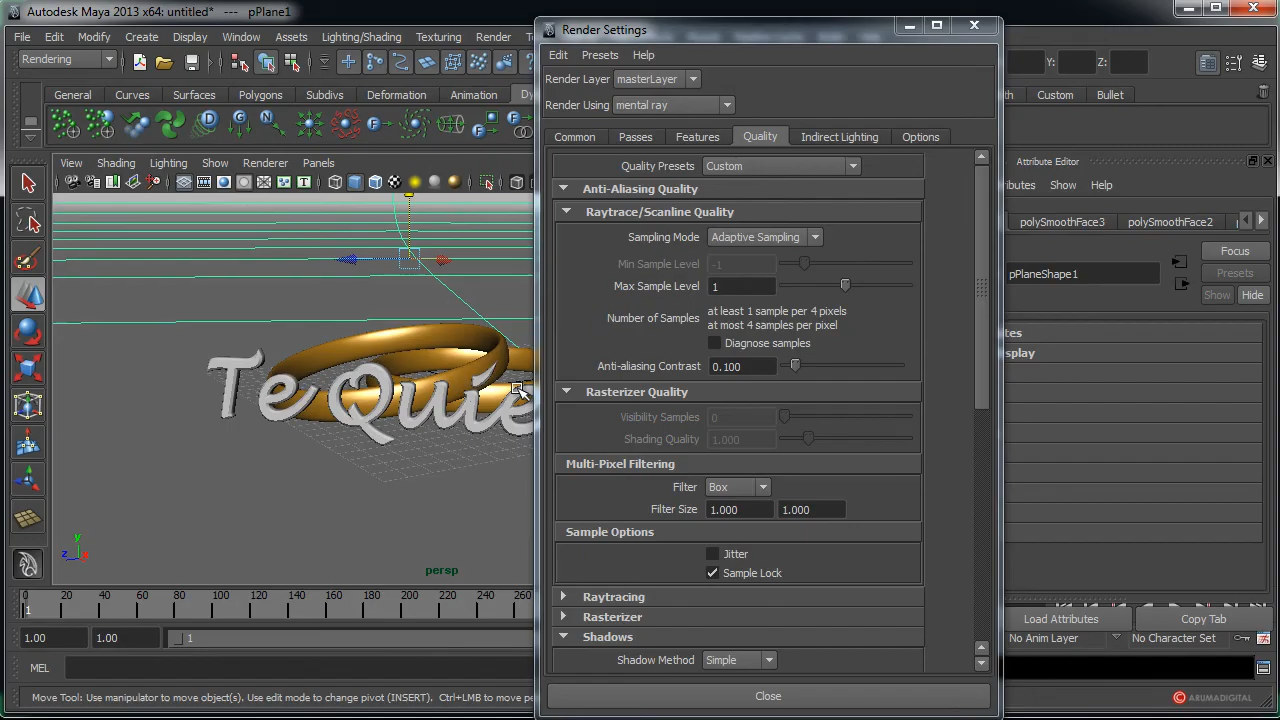 Autodesk Maya 2013 x64: untitled* --- pPlane1
File Edit Modify Create Display Window Assets Lighting/Shading Texturing Render
Rendering
Y: Z:
General Curves Surfaces Polygons Subdivs Deformation Animation
Custom Bullet
View Shading Lighting Show Renderer Panels
Te Quie
y
z x
persp
Render Settings
Edit Presets Help
Render Layer masterLayer
Render Using mental ray
Common Passes Features Quality Indirect Lighting Options
Quality Presets Custom
Anti-Aliasing Quality
Raytrace/Scanline Quality
Sampling Mode Adaptive Sampling
Min Sample Level -1
Max Sample Level 1
Number of Samples at least 1 sample per 4 pixels
at most 4 samples per pixel
Diagnose samples
Anti-aliasing Contrast 0.100
Rasterizer Quality
Visibility Samples 0
Shading Quality 1.000
Multi-Pixel Filtering
Filter Box
Filter Size 1.000 1.000
Sample Options
Jitter
Sample Lock
Raytracing
Rasterizer
Shadows
Shadow Method Simple
Close
Attribute Editor
Show Help
polySmoothFace3 polySmoothFace2
Focus
pPlaneShape1 Presets
Show Hide
Load Attributes Copy Tab
0 20 40 60 80 100 120 140 160 180 200 220 240 260
1
1.00 1.00 1
No Anim Layer No Character Set
MEL
Move Tool: Use manipulator to move object(s). Use edit mode to change pivot (INSERT). Ctrl+LMB to move
© ARUMADIGITAL